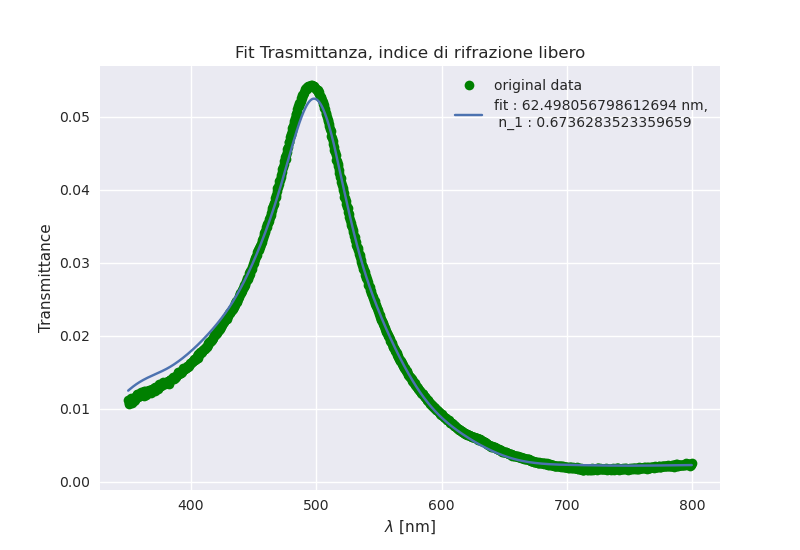 Fit Trasmittanza, indice di rifrazione libero
original data
fit : 62.498056798612694 nm,
n_1 : 0.6736283523359659
Transmittance
0.05
0.04
0.03
0.02
0.01
0.00
400
500
600
700
800
λ [nm]